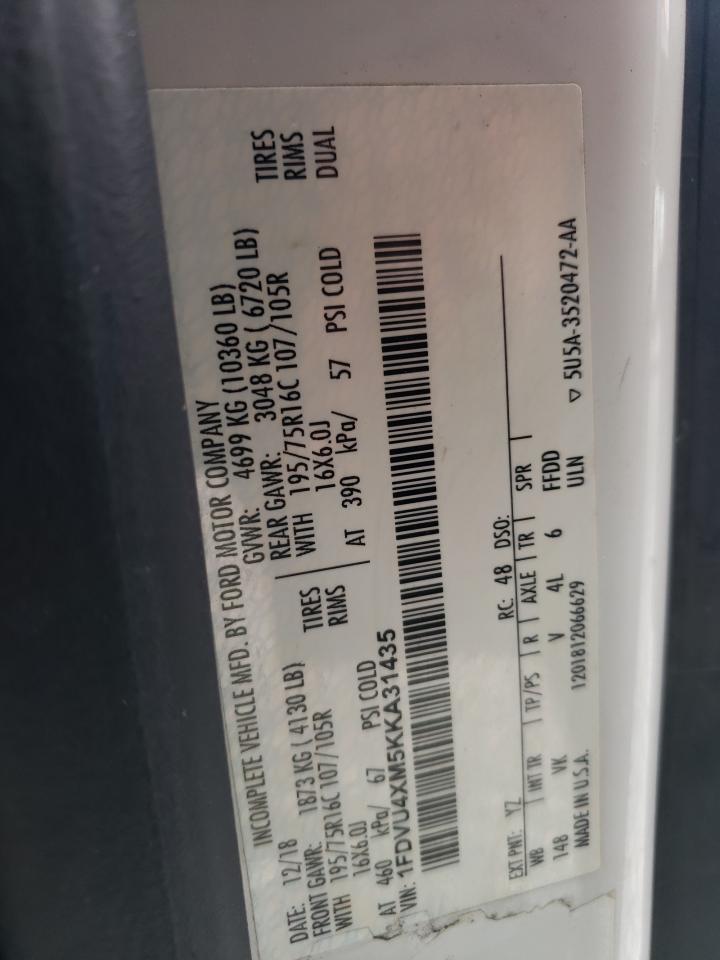 INCOMPLETE VEHICLE MFD. BY FORD MOTOR COMPANY
DATE: 12/18 GVWR: 4699 KG (10360 LB)
FRONT GAWR: 1873 KG ( 4130 LB) REAR GAWR: 3048 KG ( 6720 LB)
WITH 195/75R16C 107/105R TIRES WITH 195/75R16C 107/105R TIRES
16X6.0J RIMS 16X6.0J RIMS
AT 460 kPa/ 67 PSI COLD AT 390 kPa/ 57 PSI COLD DUAL
VIN: 1FDVU4XM5KKA31435
EXT PNT: YZ RC: 48 DSO:
WB INT TR TP/PS R AXLE TR SPR
148 VK V 4L 6 FFDD
MADE IN U.S.A. 1201812066629 ULN ▽ 5U5A-3520472-AA